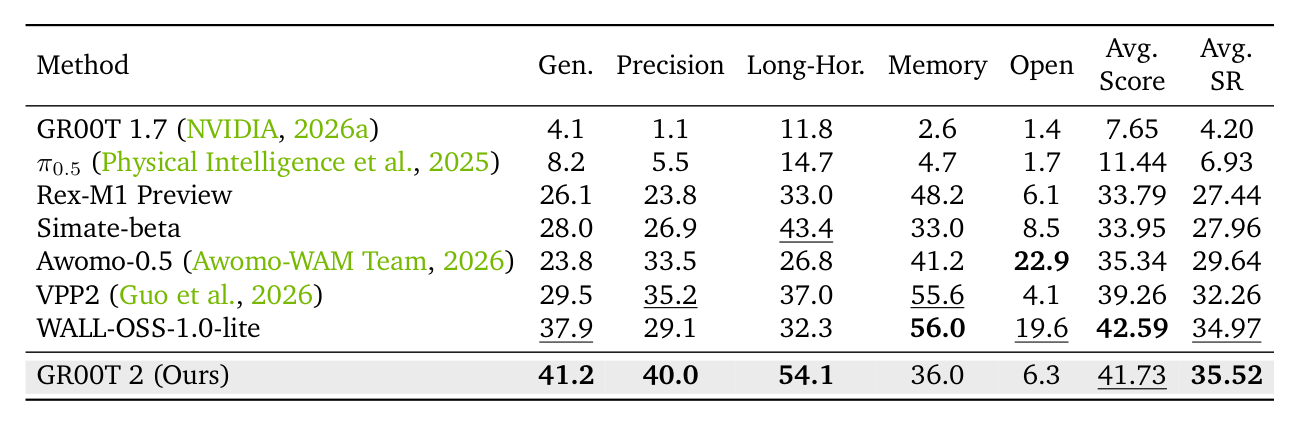 Method Gen. Precision Long-Hor. Memory Open Avg. Score Avg. SR
GR00T 1.7 (NVIDIA, 2026a) 4.1 1.1 11.8 2.6 1.4 7.65 4.20
π0.5 (Physical Intelligence et al., 2025) 8.2 5.5 14.7 4.7 1.7 11.44 6.93
Rex-M1 Preview 26.1 23.8 33.0 48.2 6.1 33.79 27.44
Simate-beta 28.0 26.9 43.4 33.0 8.5 33.95 27.96
Awomo-0.5 (Awomo-WAM Team, 2026) 23.8 33.5 26.8 41.2 22.9 35.34 29.64
VPP2 (Guo et al., 2026) 29.5 35.2 37.0 55.6 4.1 39.26 32.26
WALL-OSS-1.0-lite 37.9 29.1 32.3 56.0 19.6 42.59 34.97
GR00T 2 (Ours) 41.2 40.0 54.1 36.0 6.3 41.73 35.52